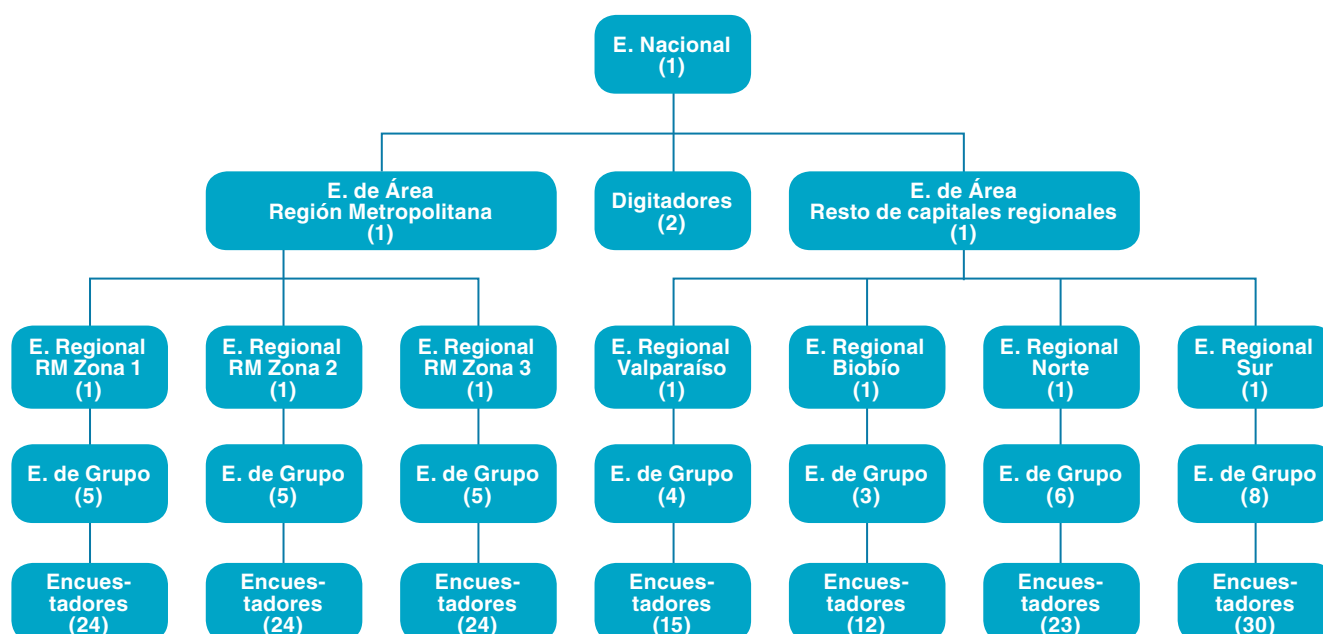 E. Nacional
(1)
E. de Área
Región Metropolitana
(1)
Digitadores
(2)
E. de Área
Resto de capitales regionales
(1)
E. Regional
RM Zona 1
(1)
E. Regional
RM Zona 2
(1)
E. Regional
RM Zona 3
(1)
E. Regional
Valparaíso
(1)
E. Regional
Biobío
(1)
E. Regional
Norte
(1)
E. Regional
Sur
(1)
E. de Grupo
(5)
E. de Grupo
(5)
E. de Grupo
(5)
E. de Grupo
(4)
E. de Grupo
(3)
E. de Grupo
(6)
E. de Grupo
(8)
Encues-
tadores
(24)
Encues-
tadores
(24)
Encues-
tadores
(24)
Encues-
tadores
(15)
Encues-
tadores
(12)
Encues-
tadores
(23)
Encues-
tadores
(30)